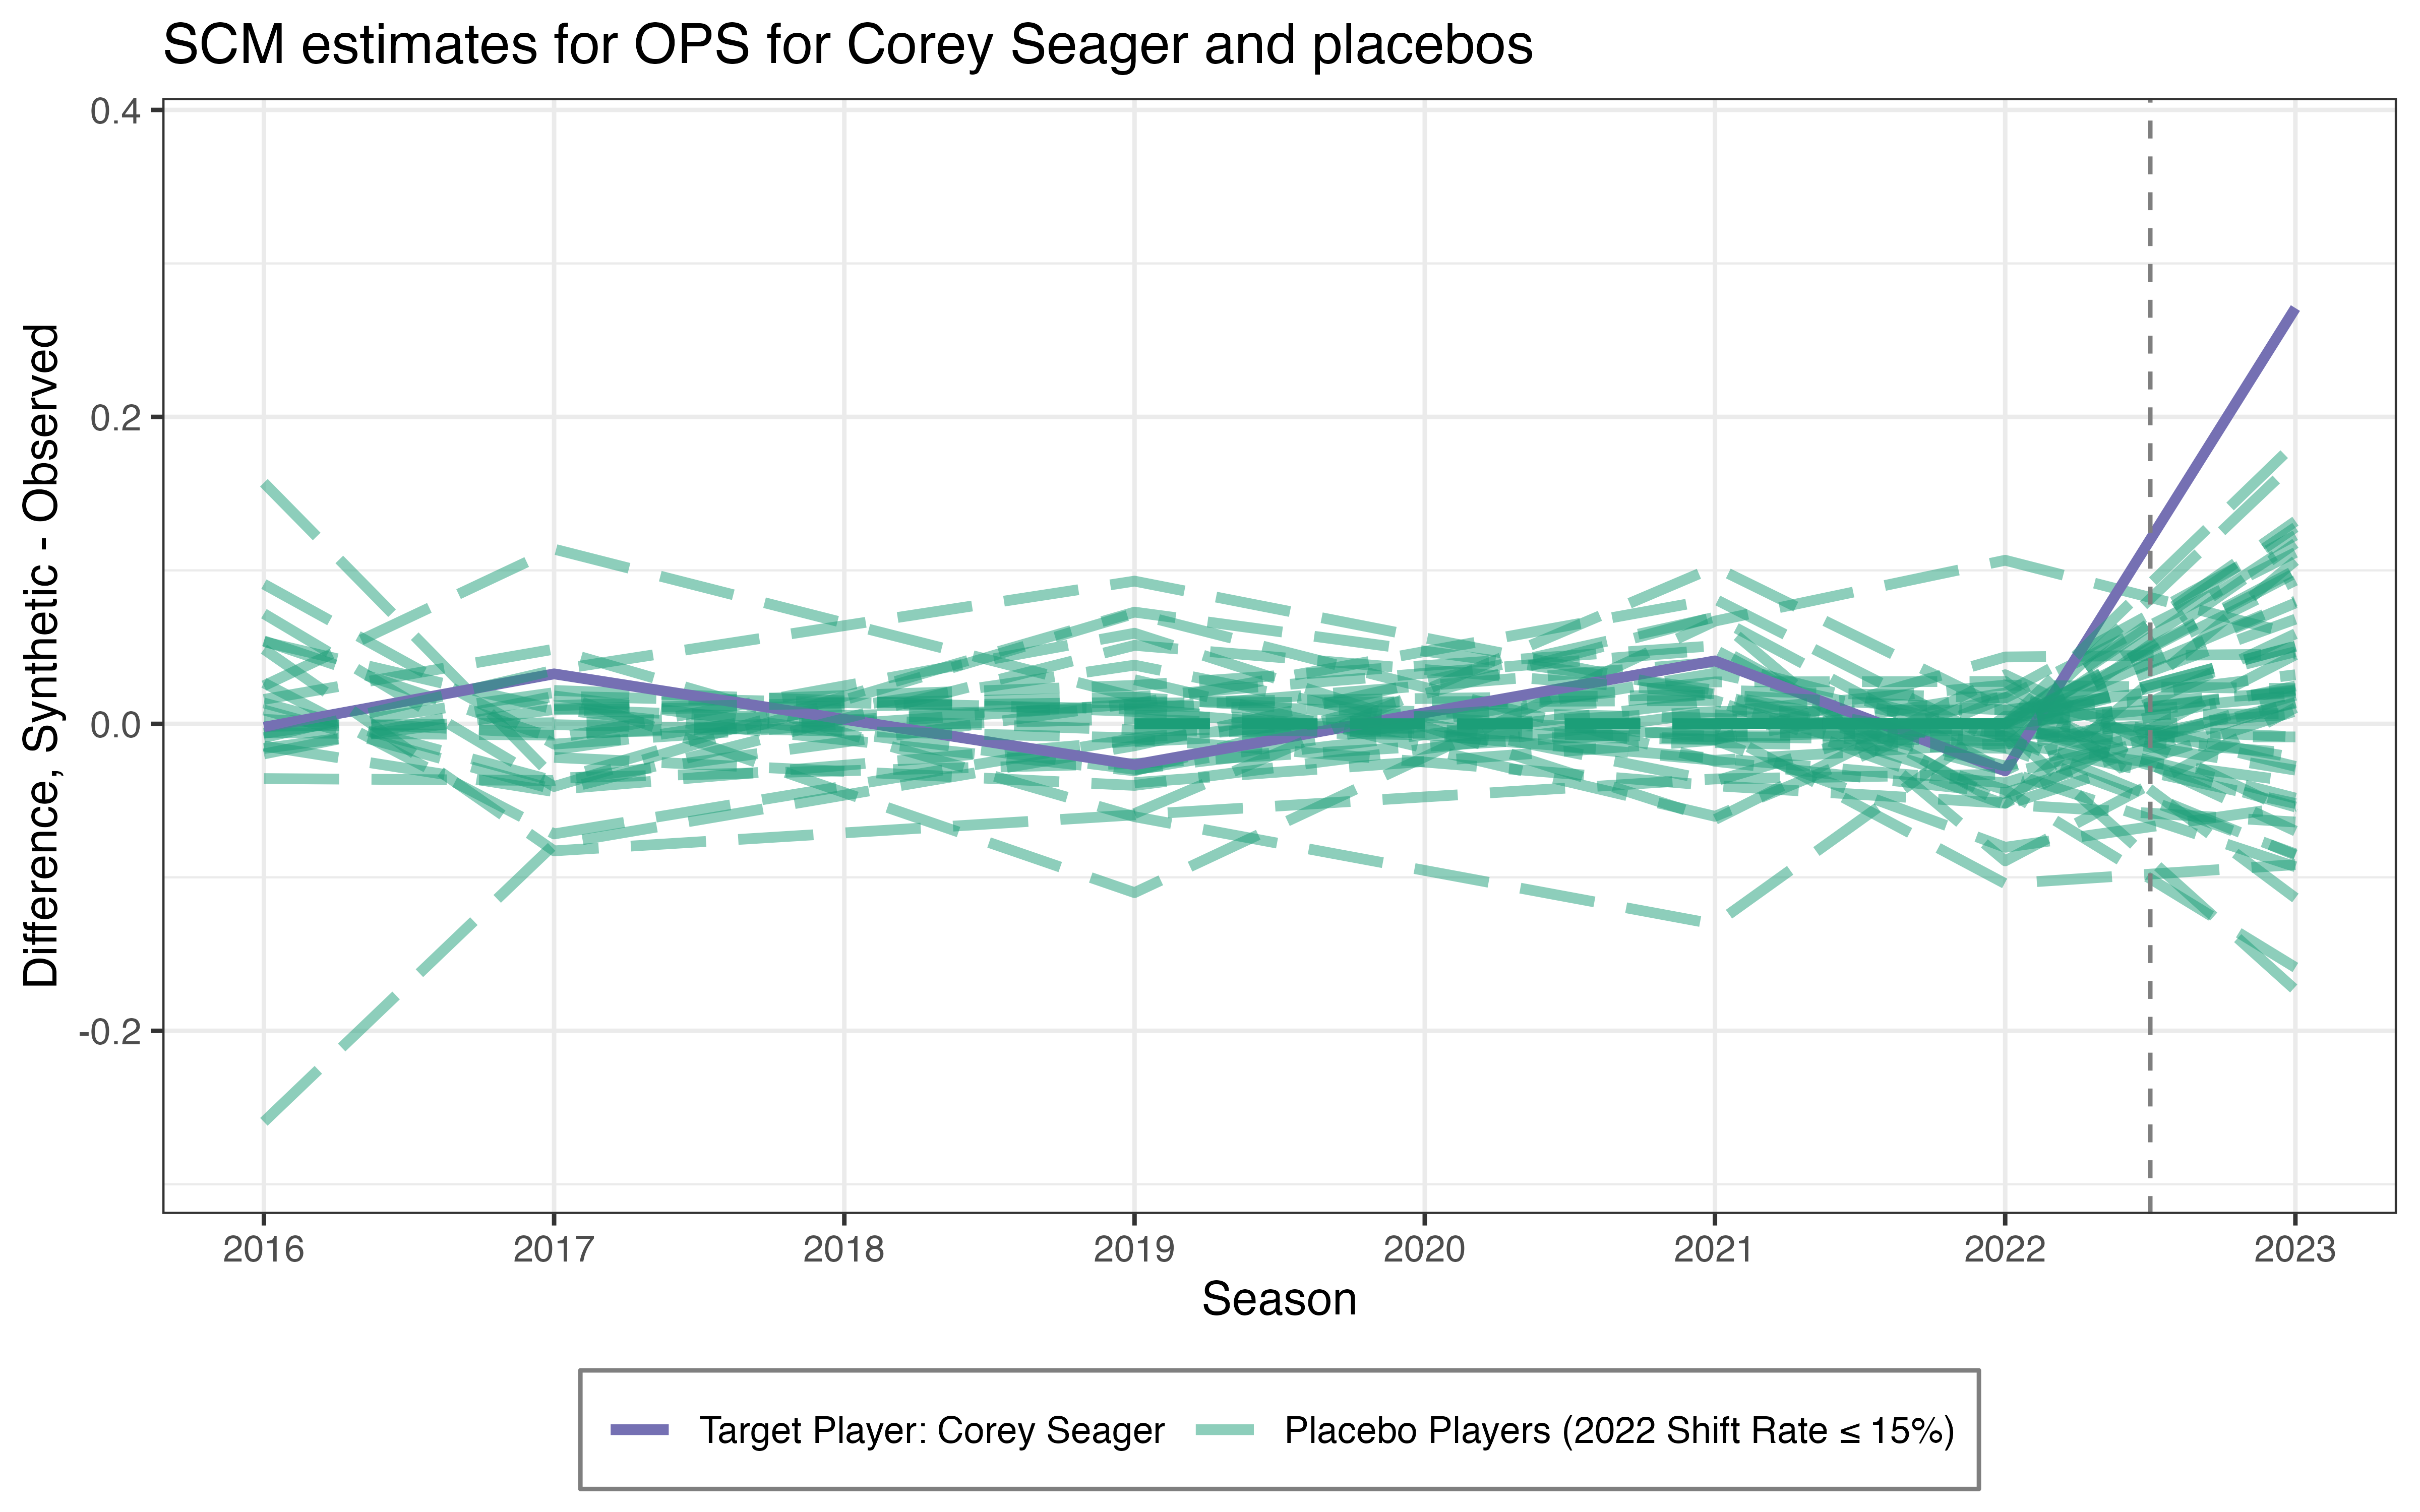 SCM estimates for OPS for Corey Seager and placebos
Difference, Synthetic - Observed
0.4
0.2
0.0
-0.2
2016 2017 2018 2019 2020 2021 2022 2023
Season
Target Player: Corey Seager Placebo Players (2022 Shift Rate ≤ 15%)